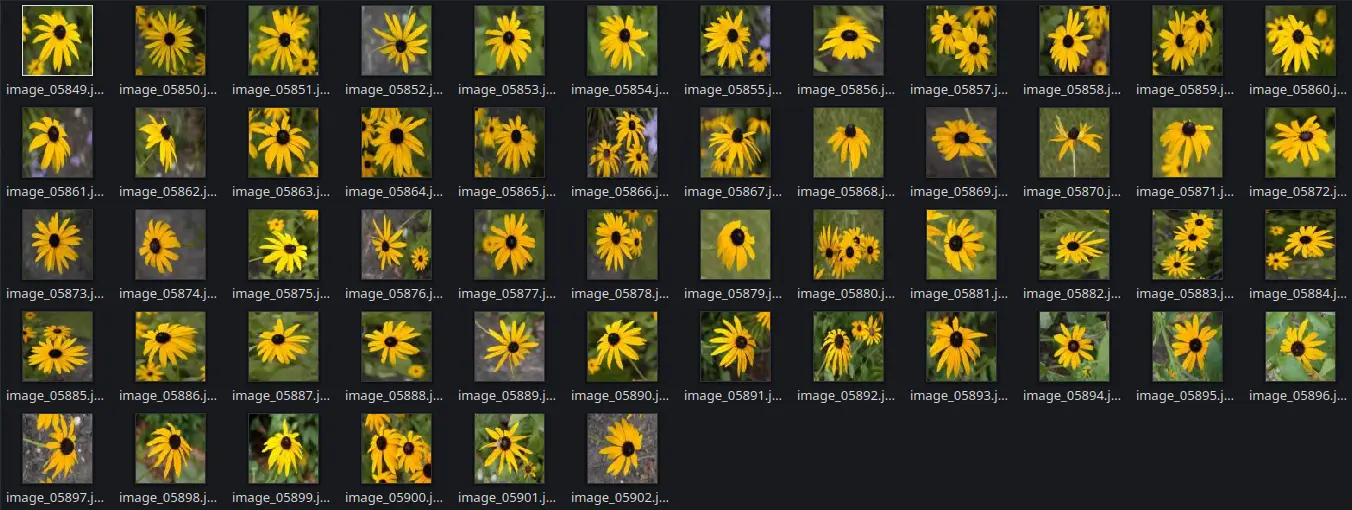 image_05849.j... image_05850.j... image_05851.j... image_05852.j... image_05853.j... image_05854.j... image_05855.j... image_05856.j... image_05857.j... image_05858.j... image_05859.j... image_05860.j...
image_05861.j... image_05862.j... image_05863.j... image_05864.j... image_05865.j... image_05866.j... image_05867.j... image_05868.j... image_05869.j... image_05870.j... image_05871.j... image_05872.j...
image_05873.j... image_05874.j... image_05875.j... image_05876.j... image_05877.j... image_05878.j... image_05879.j... image_05880.j... image_05881.j... image_05882.j... image_05883.j... image_05884.j...
image_05885.j... image_05886.j... image_05887.j... image_05888.j... image_05889.j... image_05890.j... image_05891.j... image_05892.j... image_05893.j... image_05894.j... image_05895.j... image_05896.j...
image_05897.j... image_05898.j... image_05899.j... image_05900.j... image_05901.j... image_05902.j...